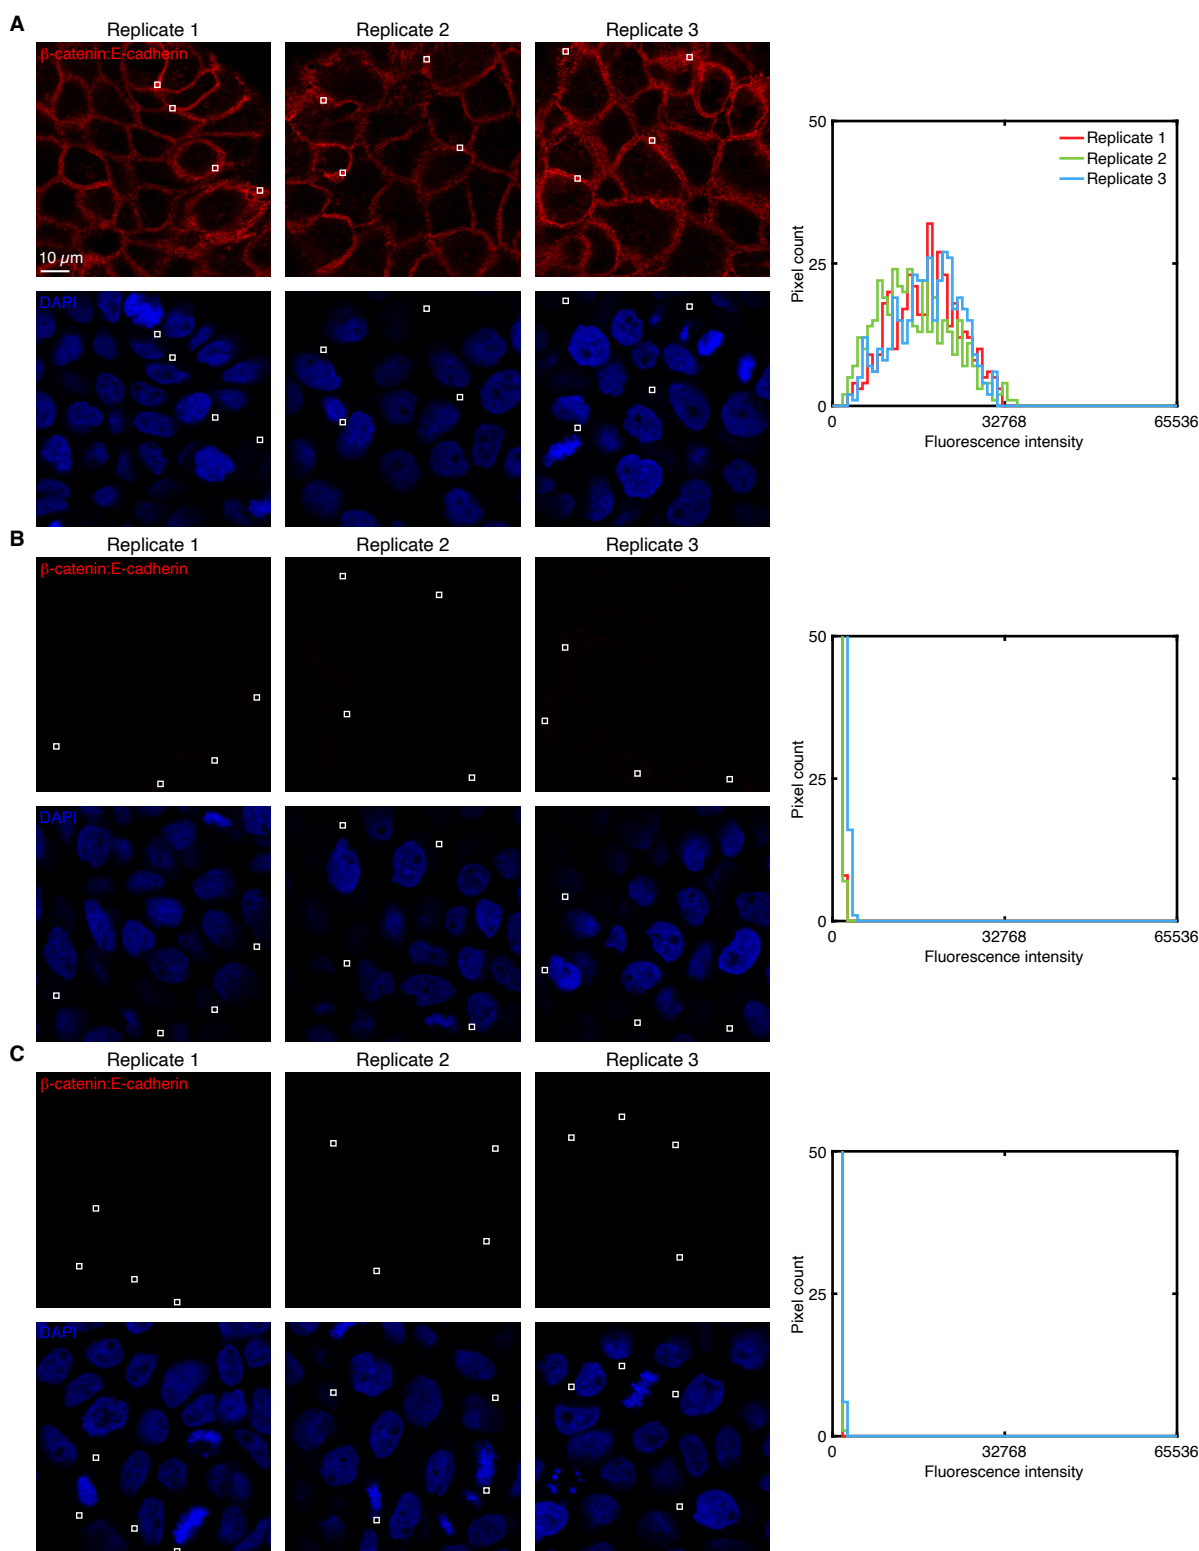 A
Replicate 1
Replicate 2
Replicate 3
β-catenin:E-cadherin
10 µm
DAPI
50
25
0
Pixel count
Replicate 1
Replicate 2
Replicate 3
0
32768
65536
Fluorescence intensity
B
Replicate 1
Replicate 2
Replicate 3
β-catenin:E-cadherin
DAPI
50
25
0
Pixel count
0
32768
65536
Fluorescence intensity
C
Replicate 1
Replicate 2
Replicate 3
β-catenin:E-cadherin
DAPI
50
25
0
Pixel count
0
32768
65536
Fluorescence intensity